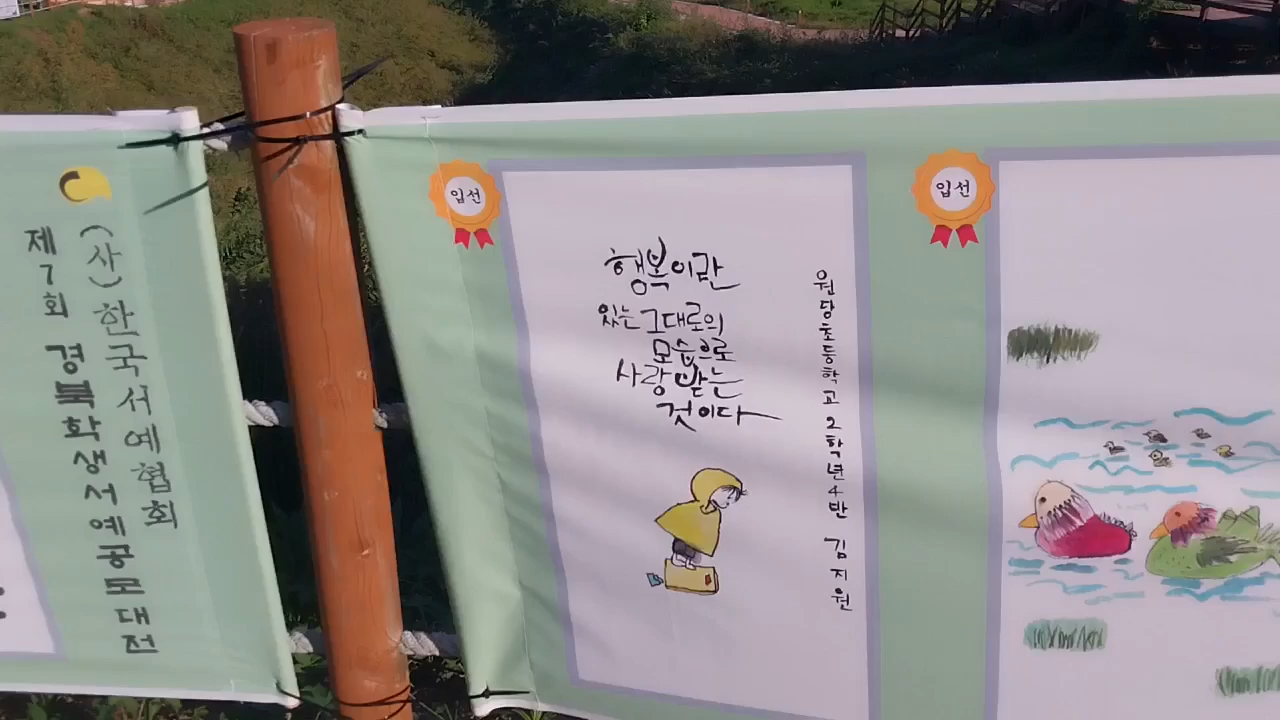 (사)한국서예협회
제7회 경북학생서예공모대전
입선
행복이란
있는 그대로의
모습으로
사랑 받는
것이다
원당초등학교 2학년 4반 김지원
입선